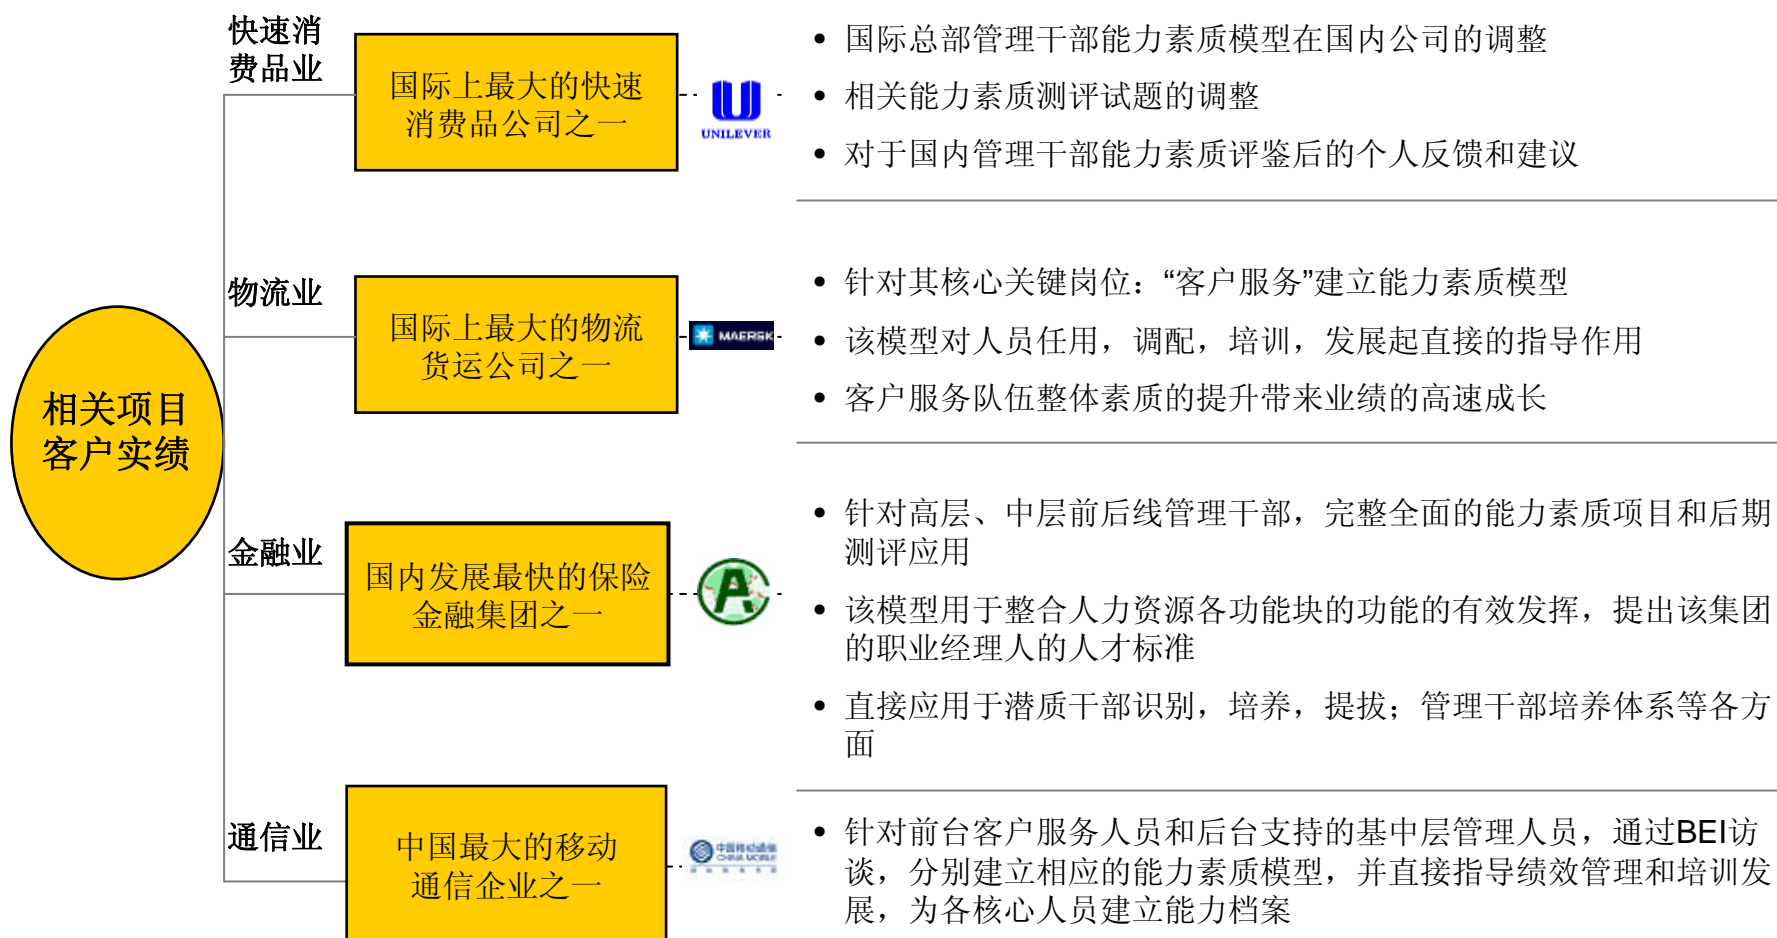 快速消
费品业
国际上最大的快速
消费品公司之一
UNILEVER
• 国际总部管理干部能力素质模型在国内公司的调整
• 相关能力素质测评试题的调整
• 对于国内管理干部能力素质评鉴后的个人反馈和建议
物流业
国际上最大的物流
货运公司之一
MAERSK
• 针对其核心关键岗位：“客户服务”建立能力素质模型
• 该模型对人员任用，调配，培训，发展起直接的指导作用
• 客户服务队伍整体素质的提升带来业绩的高速成长
相关项目
客户实绩
金融业
国内发展最快的保险
金融集团之一
A
• 针对高层、中层前后线管理干部，完整全面的能力素质项目和后期
测评应用
• 该模型用于整合人力资源各功能块的功能的有效发挥，提出该集团
的职业经理人的人才标准
• 直接应用于潜质干部识别，培养，提拔；管理干部培养体系等各方
面
通信业
中国最大的移动
通信企业之一
中国移动通信
CHINA MOBILE
• 针对前台客户服务人员和后台支持的基中层管理人员，通过BEI访
谈，分别建立相应的能力素质模型，并直接指导绩效管理和培训发
展，为各核心人员建立能力档案